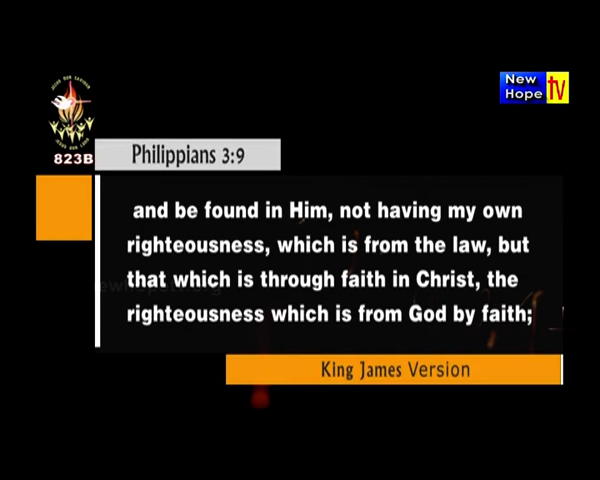 New
Hope
TV
823B
Philippians 3:9
and be found in Him, not having my own
righteousness, which is from the law, but
that which is through faith in Christ, the
righteousness which is from God by faith;
King James Version